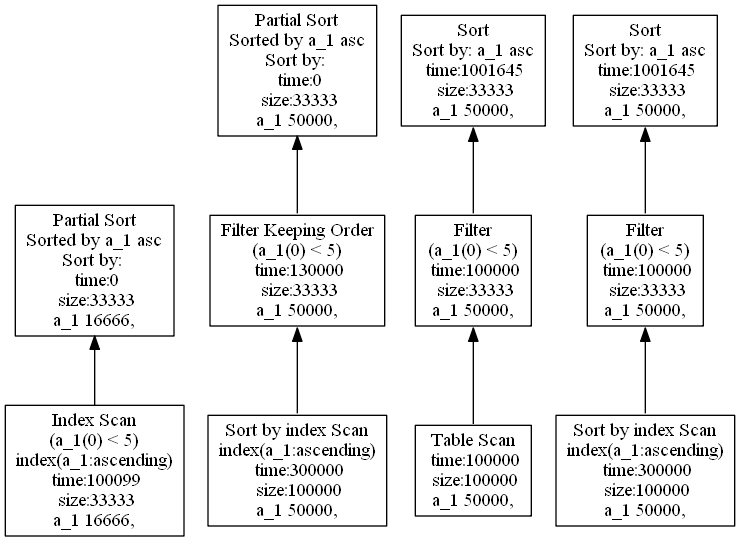 Partial Sort
Sorted by a_1 asc
Sort by:
time:0
size:33333
a_1 16666,
Index Scan
(a_1(0) < 5)
index(a_1:ascending)
time:100099
size:33333
a_1 16666,
Partial Sort
Sorted by a_1 asc
Sort by:
time:0
size:33333
a_1 50000,
Filter Keeping Order
(a_1(0) < 5)
time:130000
size:33333
a_1 50000,
Sort by index Scan
index(a_1:ascending)
time:300000
size:100000
a_1 50000,
Sort
Sort by: a_1 asc
time:1001645
size:33333
a_1 50000,
Filter
(a_1(0) < 5)
time:100000
size:33333
a_1 50000,
Table Scan
time:100000
size:100000
a_1 50000,
Sort
Sort by: a_1 asc
time:1001645
size:33333
a_1 50000,
Filter
(a_1(0) < 5)
time:100000
size:33333
a_1 50000,
Sort by index Scan
index(a_1:ascending)
time:300000
size:100000
a_1 50000,